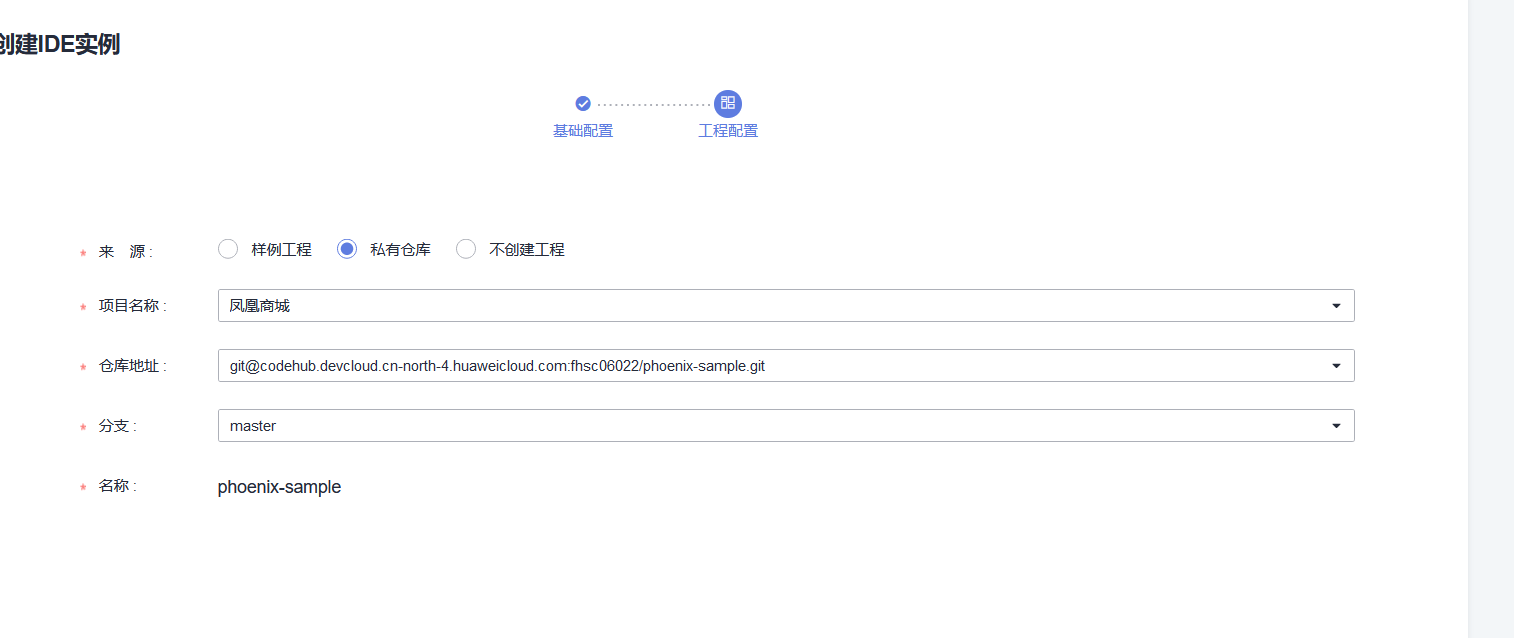 创建IDE实例
基础配置 工程配置
* 来 源 : 样例工程 私有仓库 不创建工程
* 项目名称 : 凤凰商城
* 仓库地址 : git@codehub.devcloud.cn-north-4.huaweicloud.com:fhsc06022/phoenix-sample.git
* 分支 : master
* 名称 : phoenix-sample